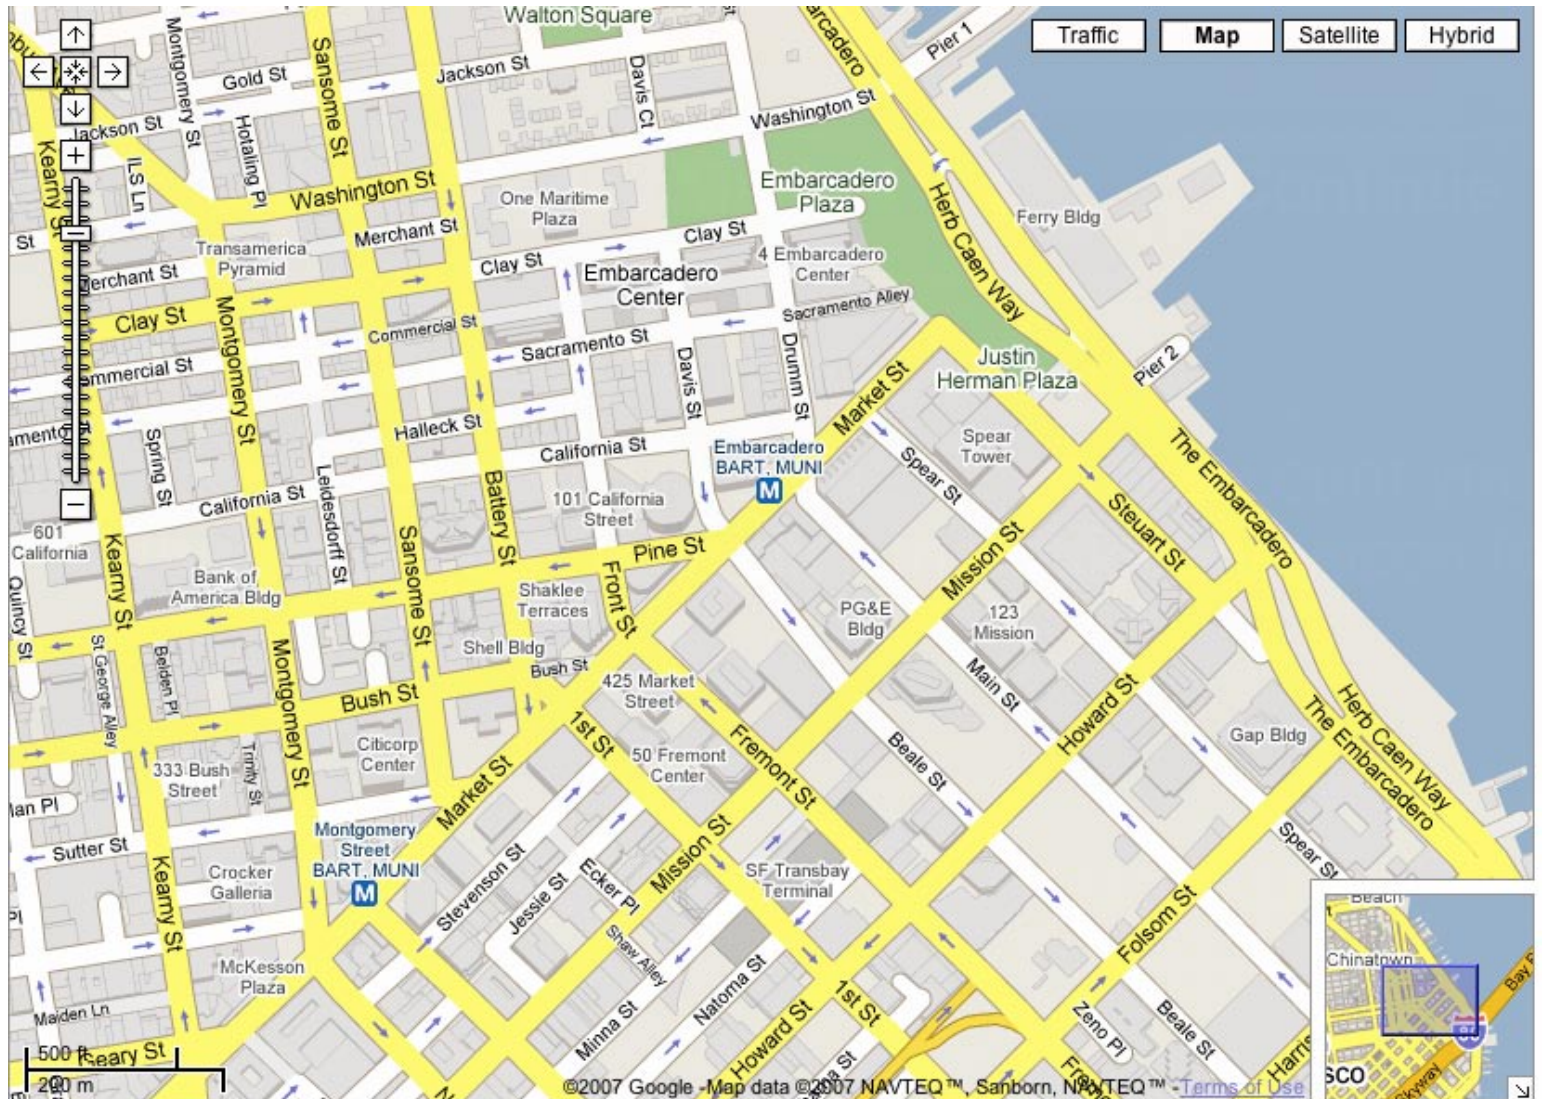 Walton Square
Pier 1
Traffic
Map
Satellite
Hybrid
Gold St
Jackson St
Montgomery St
Sansome St
Davis Ct
Washington St
Jackson St
Hotaling Pl
ILS Ln
Kearny St
Washington St
Embarcadero
Plaza
Herb Caen Way
Ferry Bldg
One Maritime
Plaza
Merchant St
Clay St
St
Transamerica
Pyramid
Clay St
4 Embarcadero
Center
Embarcadero
Center
Sacramento Alley
Clay St
Montgomery St
Commercial St
Sacramento St
Davis St
Drumm St
Market St
Justin
Herman Plaza
Pier 2
Halleck St
California St
Embarcadero
BART, MUNI
M
Spear
Tower
Spear St
The Embarcadero
Spring St
California St
Leidesdorff St
Battery St
101 California
Street
Steuart St
Mission St
601
California
Kearny St
Sansome St
Pine St
Bank of
America Bldg
Quincy St
Front St
Shaklee
Terraces
PG&E
Bldg
123
Mission
Shell Bldg
Bush St
St George Alley
Belden Pl
Montgomery St
Bush St
425 Market
Street
Main St
Howard St
Herb Caen Way
The Embarcadero
Gap Bldg
1st St
Fremont St
Beale St
Citicorp
Center
50 Fremont
Center
333 Bush
Street
Trinity St
Market St
lan Pl
Sutter St
Montgomery
Street
BART, MUNI
M
Mission St
Spear St
Kearny St
Crocker
Galleria
Stevenson St
Jessie St
Ecker Pl
SF Transbay
Terminal
Folsom St
Shaw Alley
McKesson
Plaza
Natoma St
Minna St
1st St
Howard St
Zeno Pl
Beale St
Maiden Ln
Geary St
500 ft
200 m
Beach
Chinatown
Bay
80
SCO
Skyway
©2007 Google -Map data ©2007 NAVTEQ™, Sanborn, NAVTEQ™ - Terms of Use